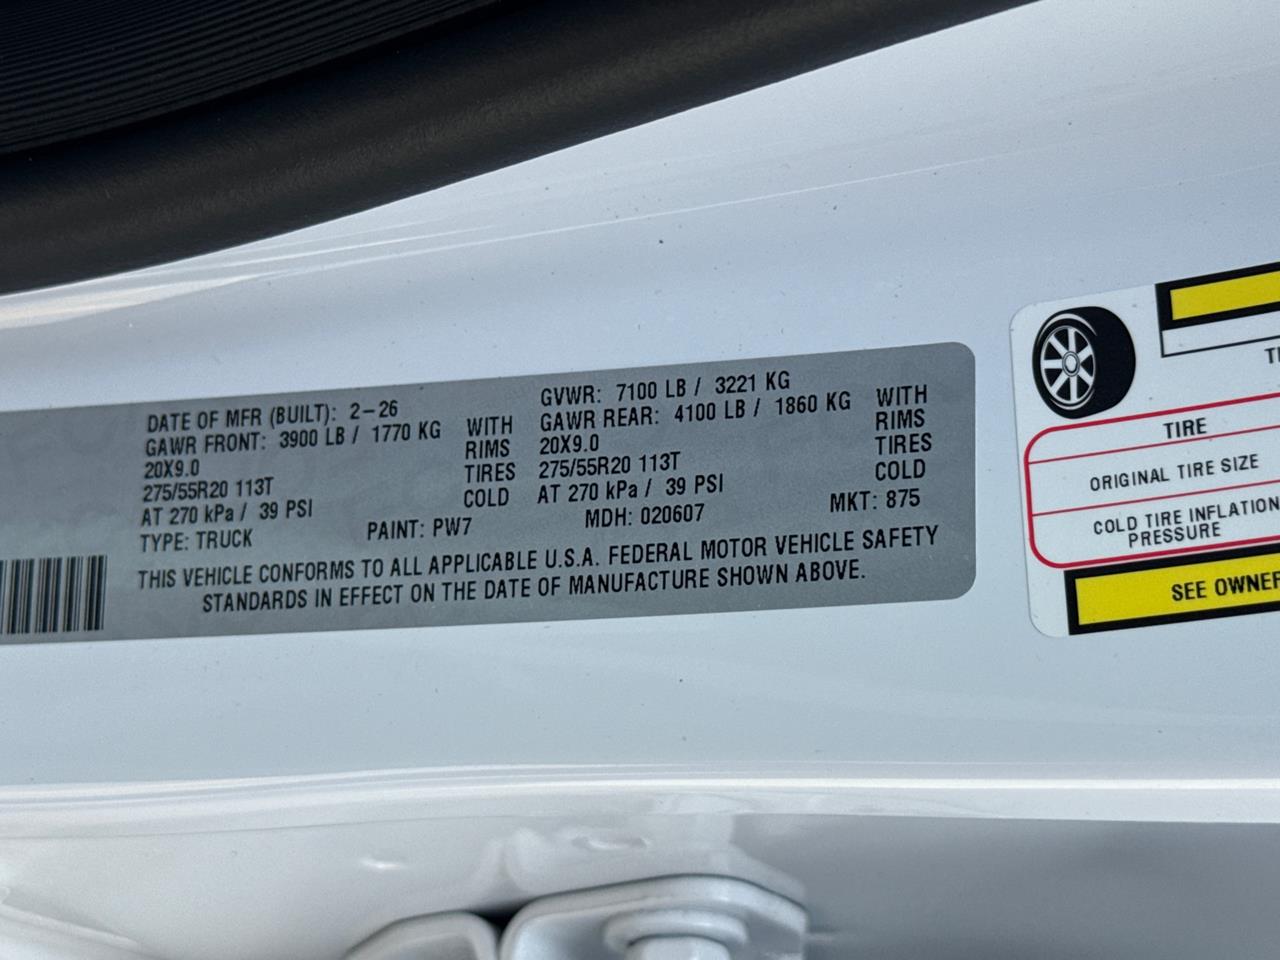 DATE OF MFR (BUILT): 2-26
GAWR FRONT: 3900 LB / 1770 KG WITH
20X9.0 RIMS
275/55R20 113T TIRES
AT 270 kPa / 39 PSI COLD
GVWR: 7100 LB / 3221 KG
GAWR REAR: 4100 LB / 1860 KG WITH
20X9.0 RIMS
275/55R20 113T TIRES
AT 270 kPa / 39 PSI COLD
TYPE: TRUCK PAINT: PW7 MDH: 020607 MKT: 875
THIS VEHICLE CONFORMS TO ALL APPLICABLE U.S.A. FEDERAL MOTOR VEHICLE SAFETY
STANDARDS IN EFFECT ON THE DATE OF MANUFACTURE SHOWN ABOVE.
TIRE
ORIGINAL TIRE SIZE
COLD TIRE INFLATION
PRESSURE
SEE OWNER